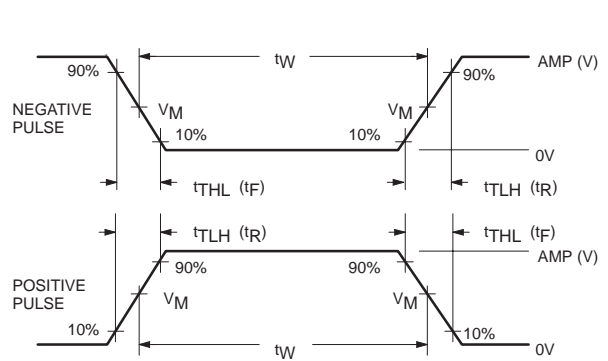 tW
AMP (V)
90%
90%
NEGATIVE
PULSE
VM
VM
10%
10%
0V
tTHL (tF)
tTLH (tR)
tTLH (tR)
tTHL (tF)
AMP (V)
90%
90%
POSITIVE
PULSE
VM
VM
10%
10%
tW
0V